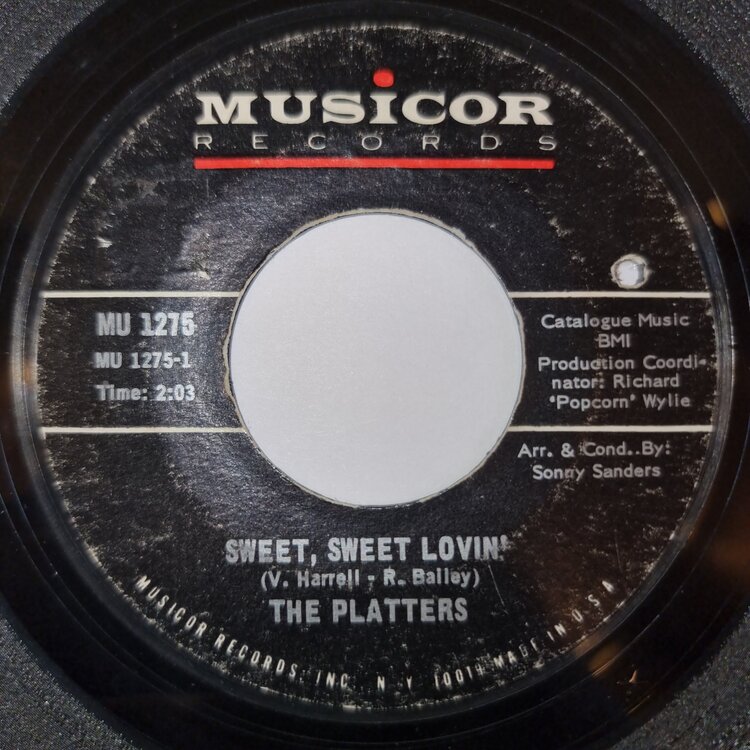 MUSiCOR
RECORDS
MU 1275
MU 1275-1
Time: 2:03
Catalogue Music
BMI
Production Coordi-
nator: Richard
'Popcorn' Wylie
Arr. & Cond..By:
Sonny Sanders
SWEET, SWEET LOVIN'
(V. Harrell - R. Bailey)
THE PLATTERS
MUSICOR RECORDS, INC. N Y 10019 MADE IN U.S.A.